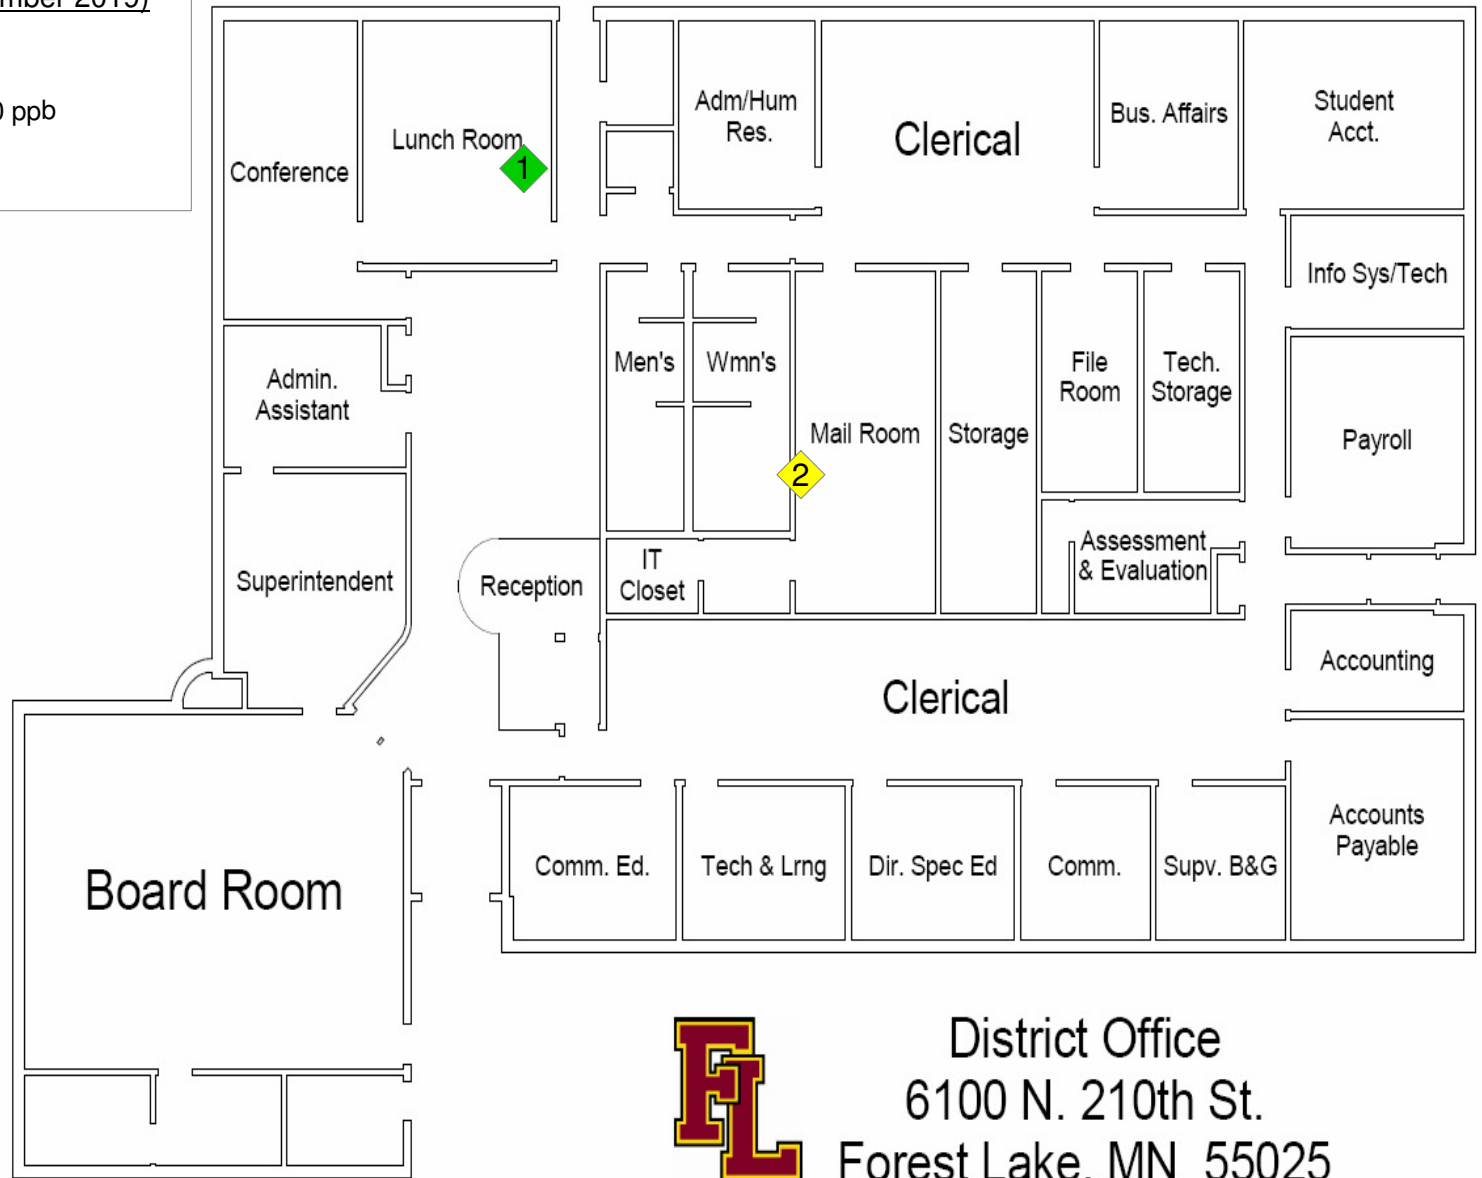 2019)
ppb
Conference
Lunch Room
1
Adm/Hum
Res.
Clerical
Bus. Affairs
Student
Acct.
Info Sys/Tech
Admin.
Assistant
Men's
Wmn's
Mail Room
2
Storage
File
Room
Tech.
Storage
Payroll
Superintendent
Reception
IT
Closet
Assessment
& Evaluation
Accounting
Clerical
Board Room
Comm. Ed.
Tech & Lrng
Dir. Spec Ed
Comm.
Supv. B&G
Accounts
Payable
FL
District Office
6100 N. 210th St.
Forest Lake, MN 55025